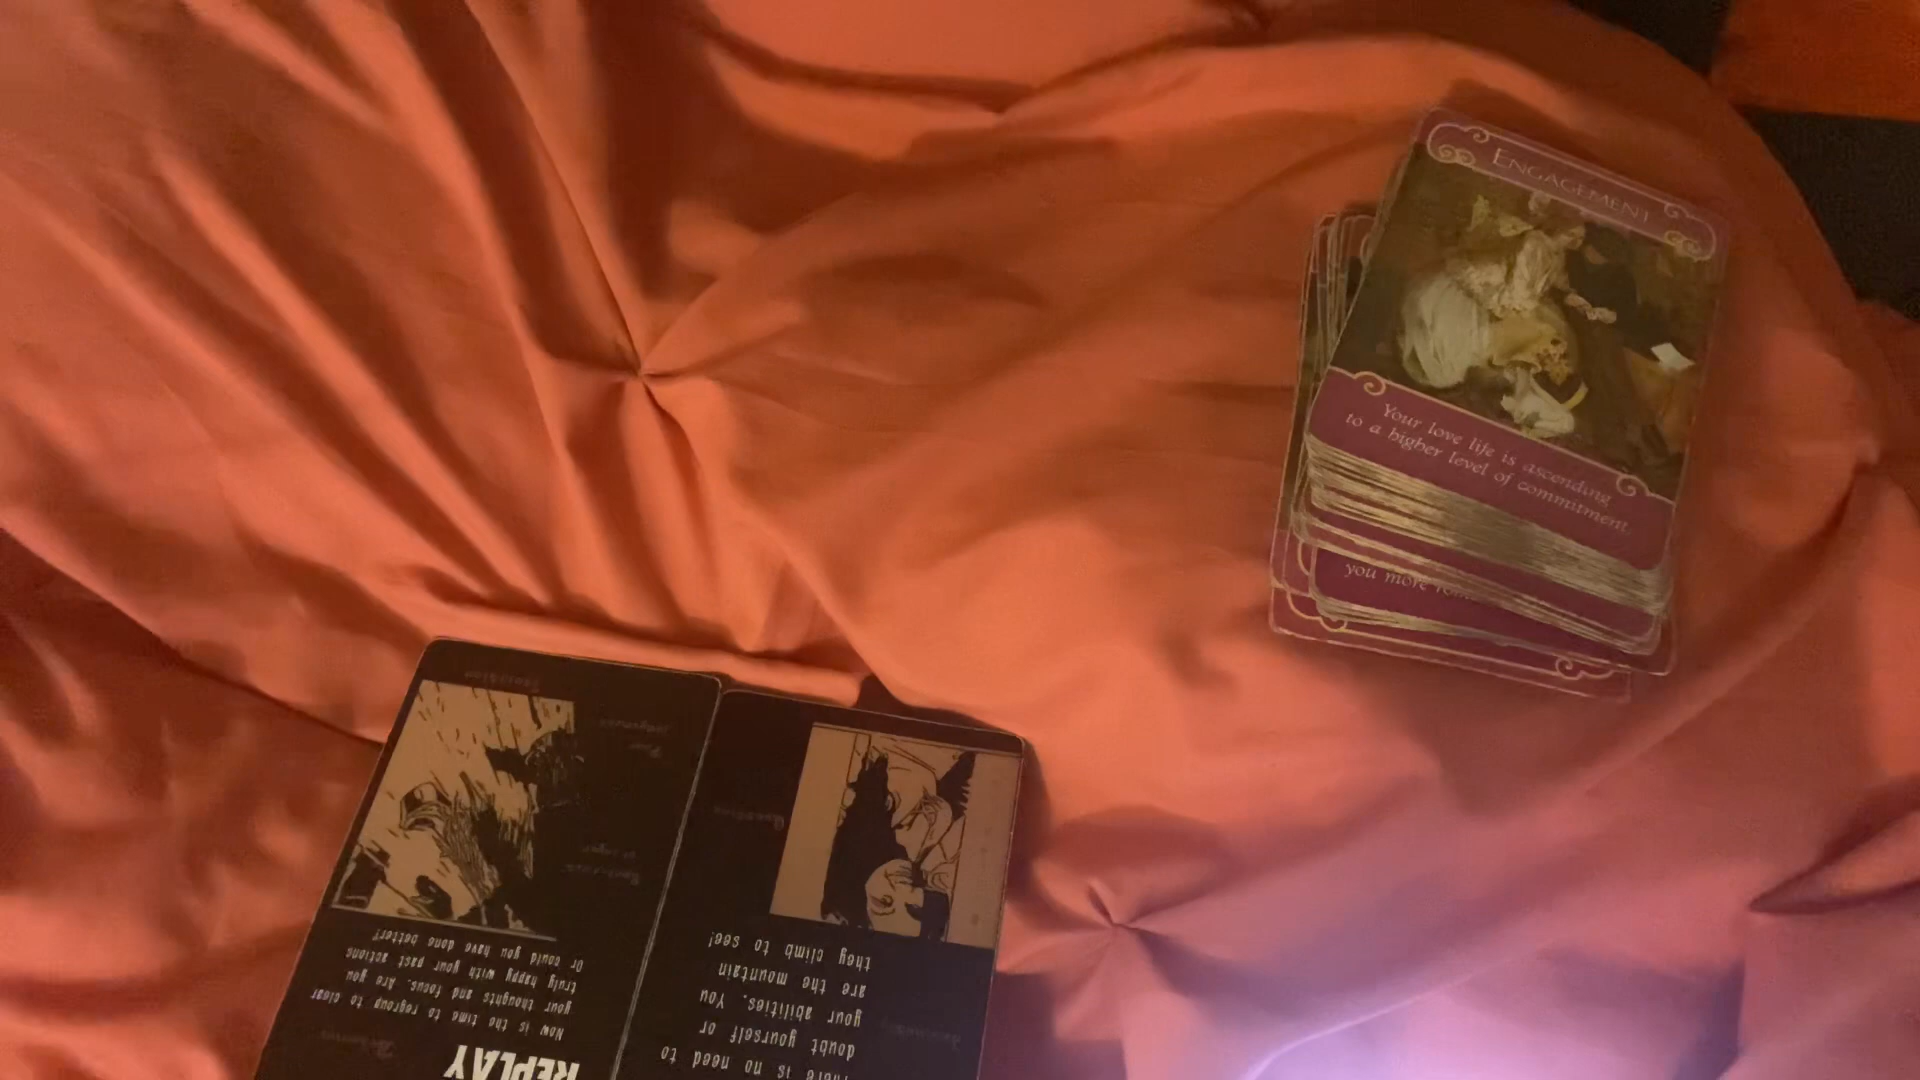 ENGAGEMENT
Your love life is ascending
to a higher level of commitment.
you more
REPLAY
Now is the time to regroup to clear
your thoughts and focus. Are you
truly happy with your past actions
Or could you have done better?
There is no need to
doubt yourself or
your abilities. You
are the mountain
they climb to see!